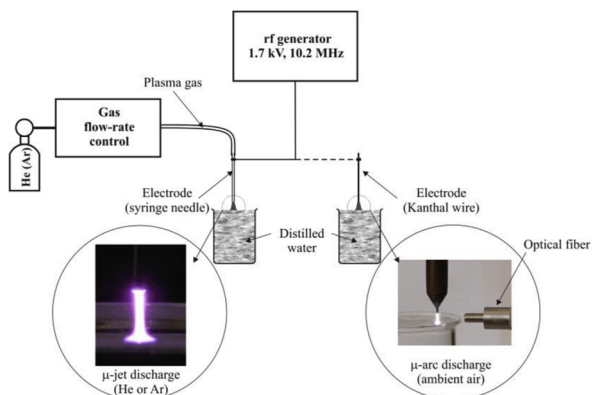 rf generator
1.7 kV, 10.2 MHz
Plasma gas
Gas
flow-rate
control
He (Ar)
Electrode
(syringe needle)
Electrode
(Kanthal wire)
Distilled
water
Optical fiber
μ-jet discharge
(He or Ar)
μ-arc discharge
(ambient air)